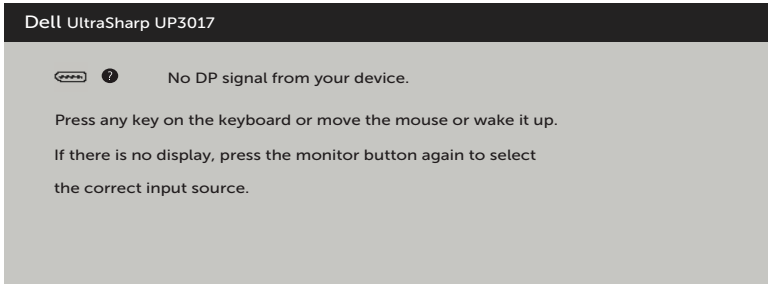 Dell UltraSharp UP3017
? No DP signal from your device.
Press any key on the keyboard or move the mouse or wake it up.
If there is no display, press the monitor button again to select
the correct input source.